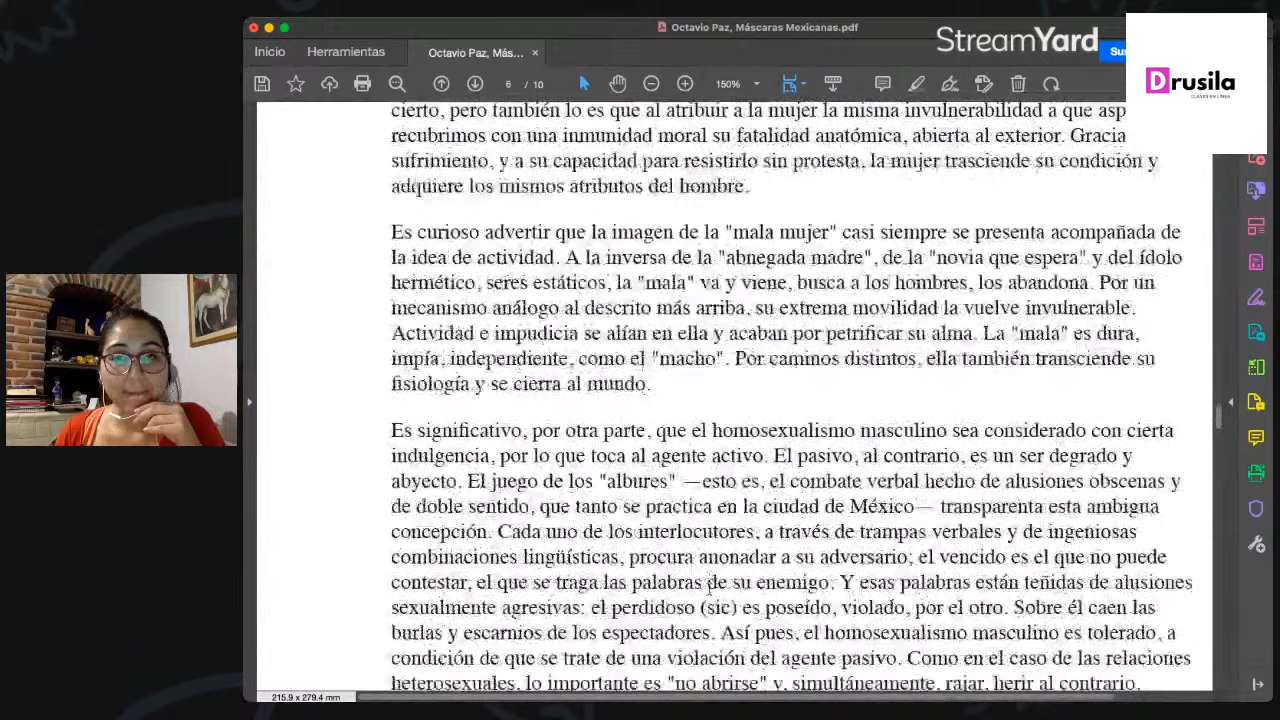 Octavio Paz, Máscaras Mexicanas.pdf
StreamYard
Drusila
CLASES EN LÍNEA
Inicio Herramientas Octavio Paz, Más... ×
Sus
6 / 10 150%
cierto, pero también lo es que al atribuir a la mujer la misma invulnerabilidad a que asp
recubrimos con una inmunidad moral su fatalidad anatómica, abierta al exterior. Gracia
sufrimiento, y a su capacidad para resistirlo sin protesta, la mujer trasciende su condición y
adquiere los mismos atributos del hombre.
Es curioso advertir que la imagen de la "mala mujer" casi siempre se presenta acompañada de
la idea de actividad. A la inversa de la "abnegada madre", de la "novia que espera" y del ídolo
hermético, seres estáticos, la "mala" va y viene, busca a los hombres, los abandona. Por un
mecanismo análogo al descrito más arriba, su extrema movilidad la vuelve invulnerable.
Actividad e impudicia se alían en ella y acaban por petrificar su alma. La "mala" es dura,
impía, independiente, como el "macho". Por caminos distintos, ella también transciende su
fisiología y se cierra al mundo.
Es significativo, por otra parte, que el homosexualismo masculino sea considerado con cierta
indulgencia, por lo que toca al agente activo. El pasivo, al contrario, es un ser degrado y
abyecto. El juego de los "albures" —esto es, el combate verbal hecho de alusiones obscenas y
de doble sentido, que tanto se practica en la ciudad de México— transparenta esta ambigua
concepción. Cada uno de los interlocutores, a través de trampas verbales y de ingeniosas
combinaciones lingüísticas, procura anonadar a su adversario; el vencido es el que no puede
contestar, el que se traga las palabras de su enemigo. Y esas palabras están teñidas de alusiones
sexualmente agresivas: el perdidoso (sic) es poseído, violado, por el otro. Sobre él caen las
burlas y escarnios de los espectadores. Así pues, el homosexualismo masculino es tolerado, a
condición de que se trate de una violación del agente pasivo. Como en el caso de las relaciones
heterosexuales, lo importante es "no abrirse" y, simultáneamente, rajar, herir al contrario.
215.9 x 279.4 mm